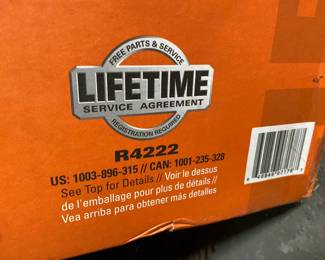 FREE PARTS & SERVICE
LIFETIME
SERVICE AGREEMENT
REGISTRATION REQUIRED
R4222
US: 1003-896-315 // CAN: 1001-235-328
See Top for Details // Voir le dessus
de l'emballage pour plus de détails //
Vea arriba para obtener más detalles